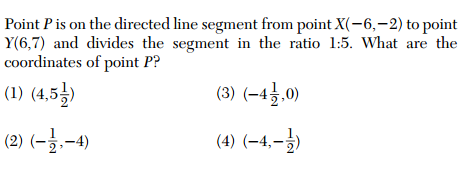 Point P is on the directed line segment from point X(−6,−2) to point
Y(6,7) and divides the segment in the ratio 1:5. What are the
coordinates of point P?
(1) (4,5½) (3) (−4½,0)
(2) (−½,−4) (4) (−4,−½)